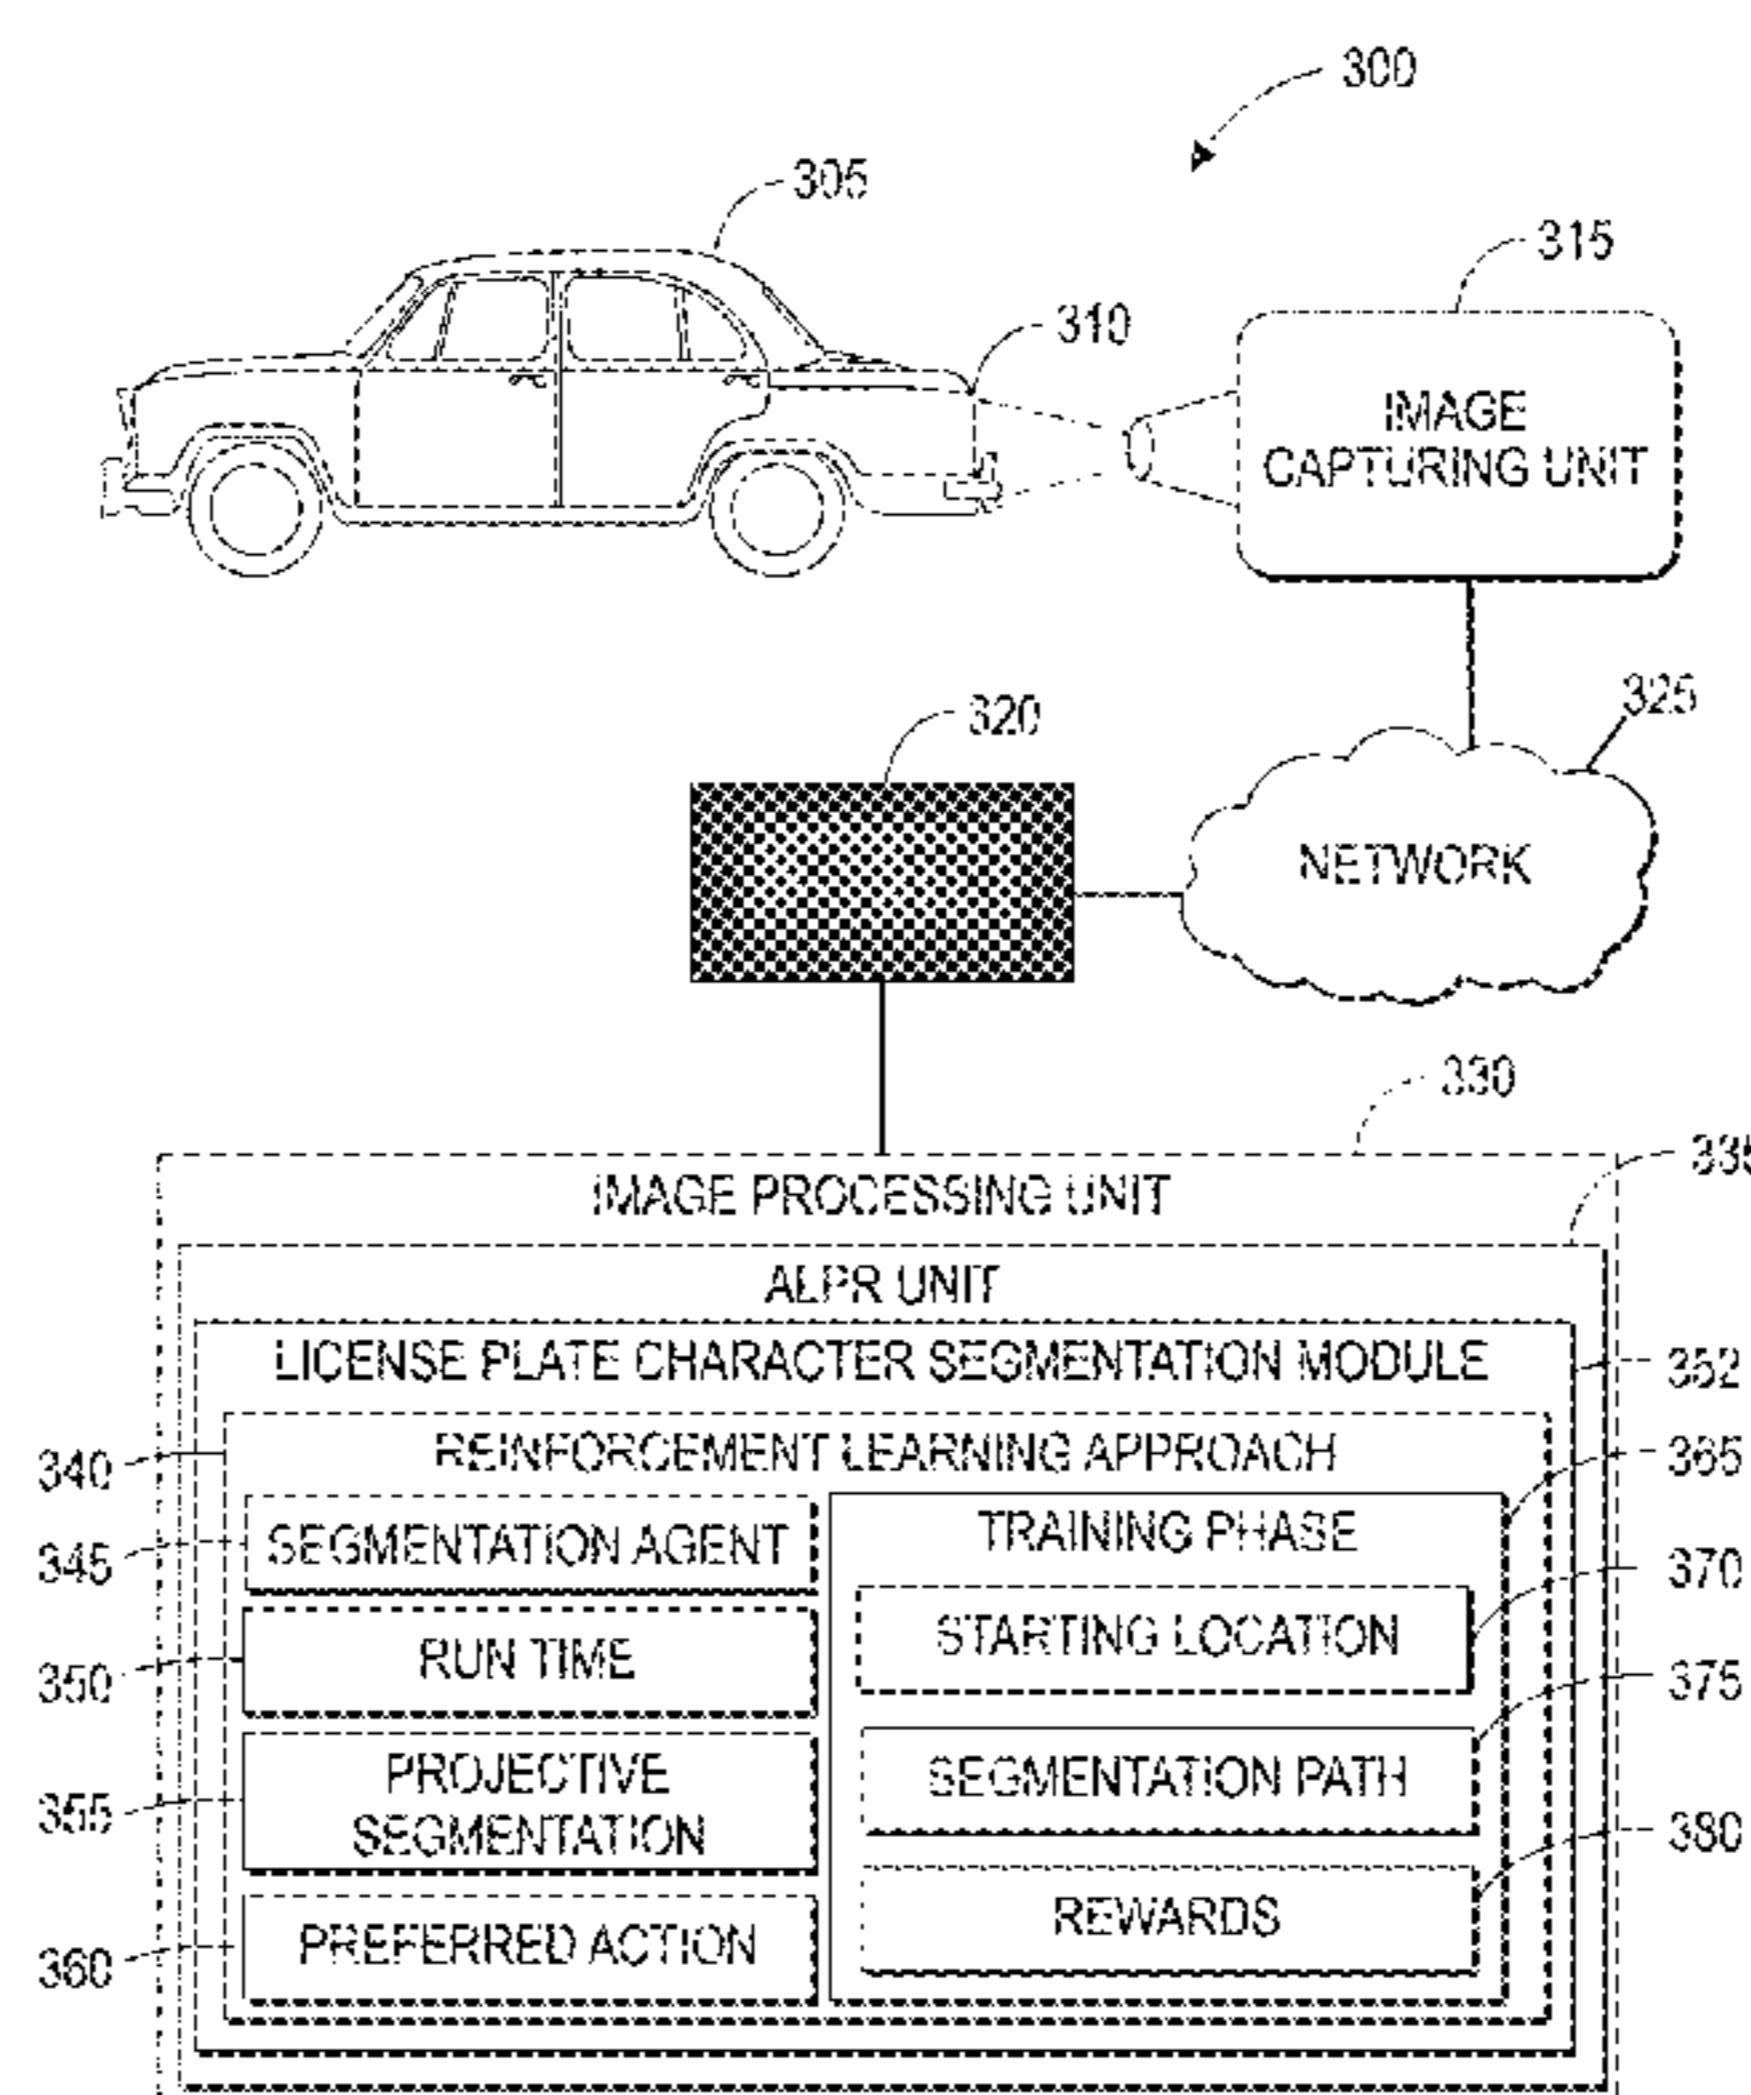 300
305
315
310
IMAGE
CAPTURING UNIT
325
320
NETWORK
330
IMAGE PROCESSING UNIT
335
ALPR UNIT
LICENSE PLATE CHARACTER SEGMENTATION MODULE
352
REINFORCEMENT LEARNING APPROACH
340
365
SEGMENTATION AGENT
345
TRAINING PHASE
370
STARTING LOCATION
RUN TIME
350
375
PROJECTIVE
SEGMENTATION
355
SEGMENTATION PATH
380
REWARDS
PREFERRED ACTION
360